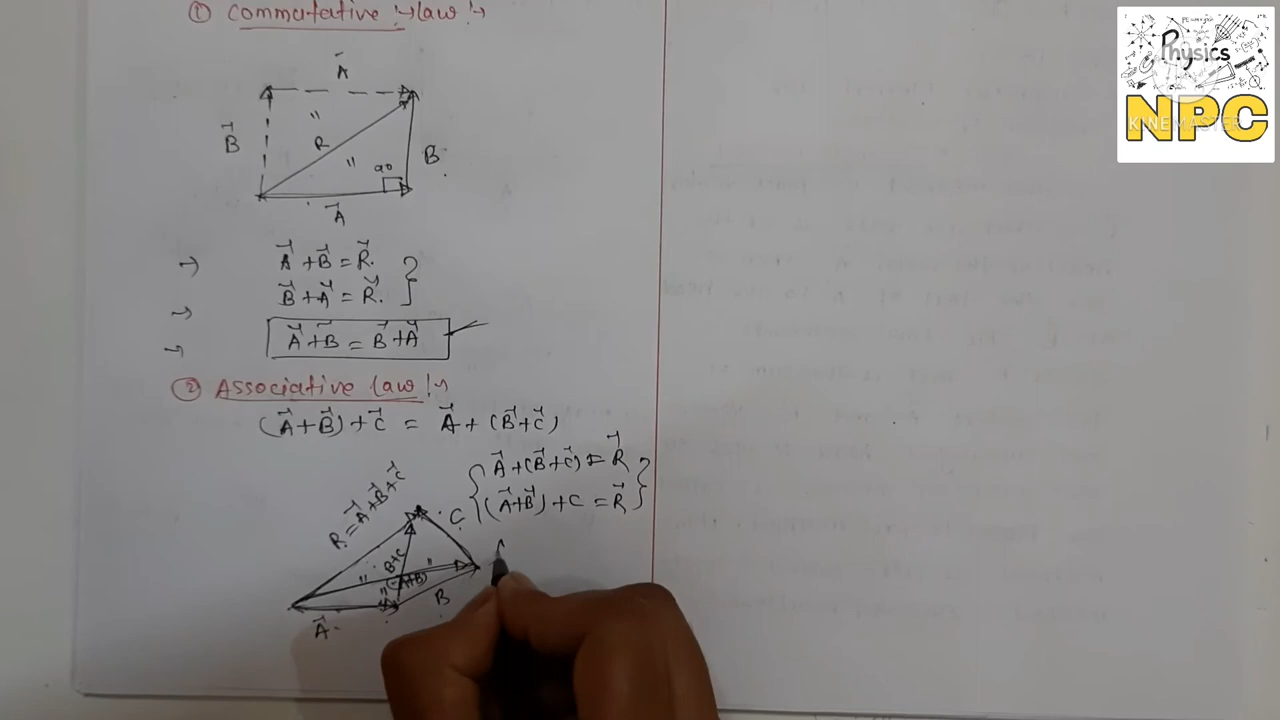 ① Commutative law :-
A⃗
B⃗
R
90
B
A⃗
A⃗ + B⃗ = R⃗.
B⃗ + A⃗ = R⃗.
A⃗ + B⃗ = B⃗ + A⃗
② Associative law :-
(A⃗ + B⃗) + C⃗ = A⃗ + (B⃗ + C⃗)
A⃗ + (B⃗ + C⃗) = R⃗
(A⃗ + B⃗) + C = R⃗
R = A⃗ + B⃗ + C⃗
C
B+C
(A+B)
B
A⃗
Physics
NPC
KINEMASTER